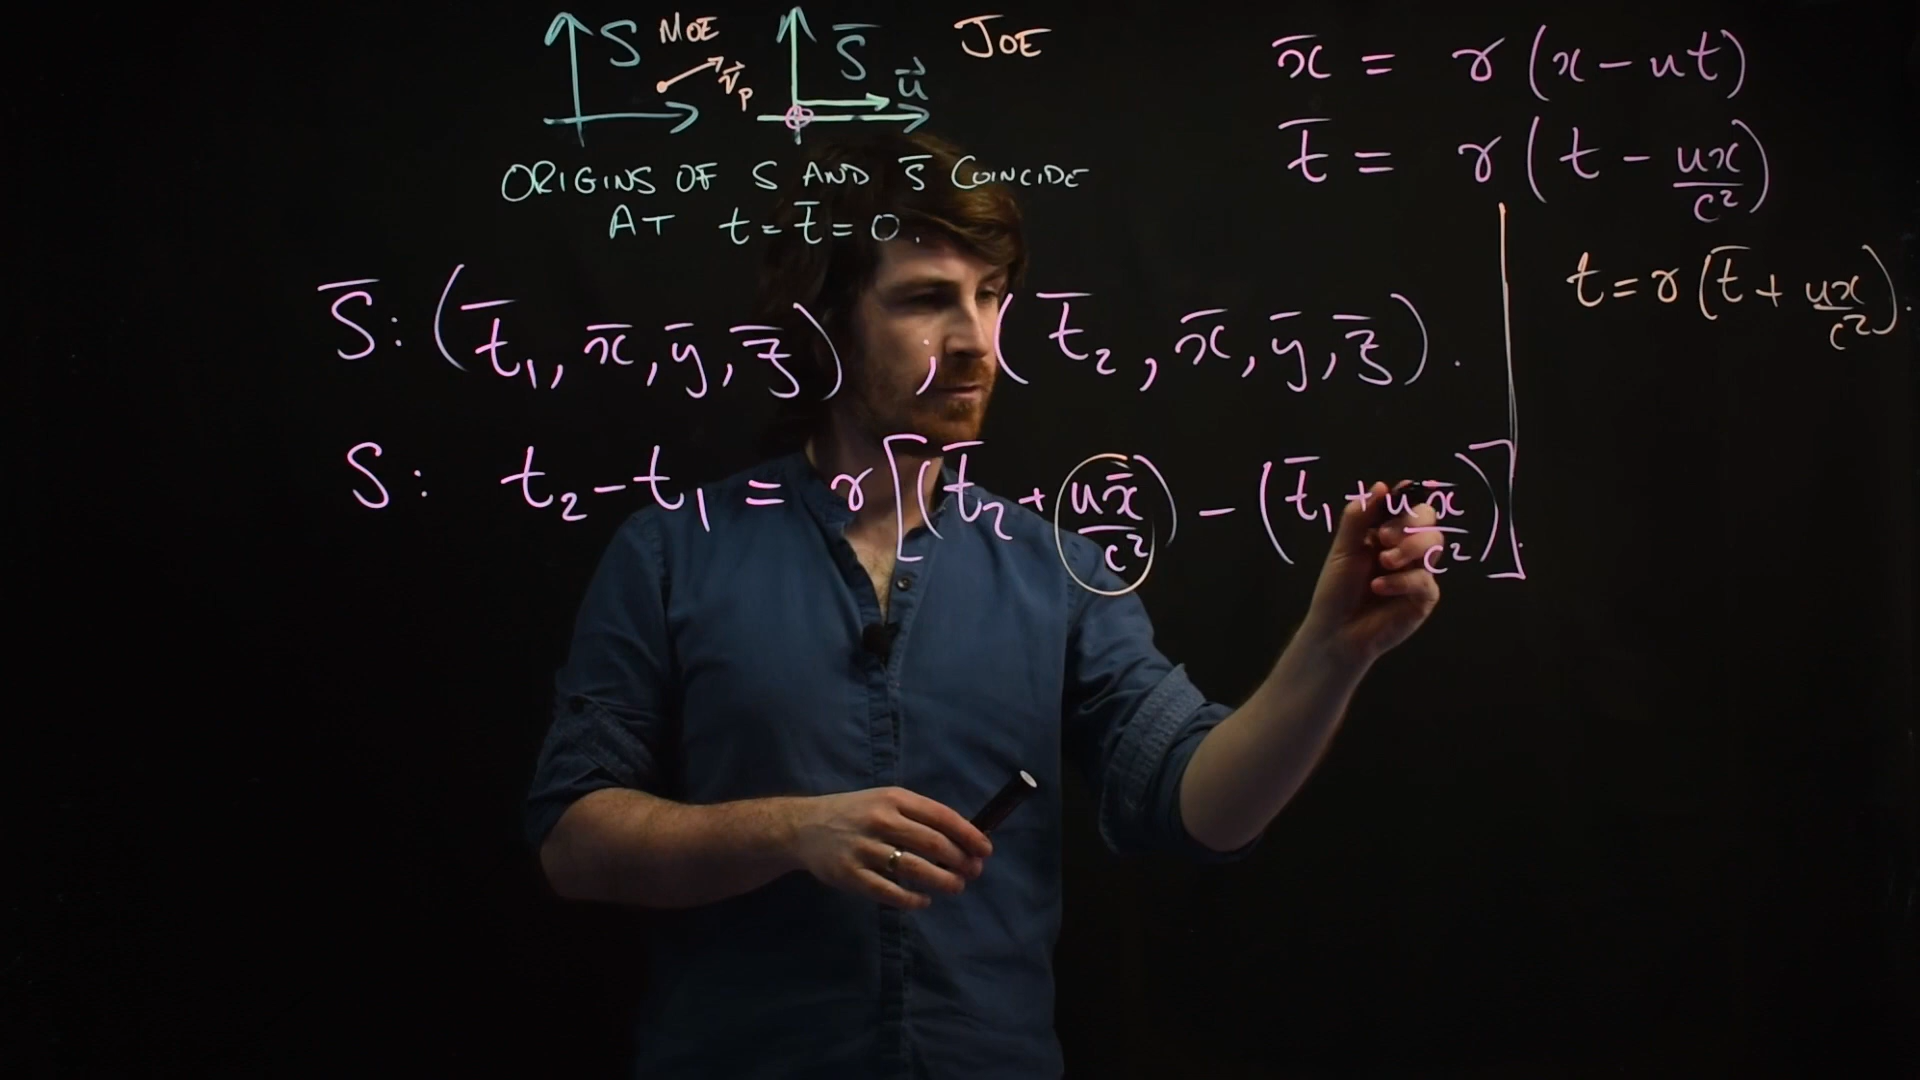 S MOE S̄ JOE
v⃗p u⃗
ORIGINS OF S AND S̄ COINCIDE
AT t = t̄ = 0.
x̄ = γ(x − ut)
t̄ = γ(t − ux/c²)
t = γ(t̄ + ux/c²).
S̄: (t̄₁, x̄, ȳ, z̄) ; (t̄₂, x̄, ȳ, z̄).
S: t₂ − t₁ = γ[(t̄₂ + ux̄/c²) − (t̄₁ + ux̄/c²)].